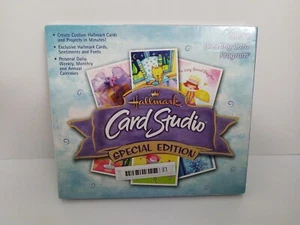 • Create Custom Hallmark Cards
and Projects in Minutes!
• Exclusive Hallmark Cards,
Sentiments and Fonts
• Personal Daily,
Weekly, Monthly
and Annual
Calendars
Hallmark
Card Studio
SPECIAL EDITION